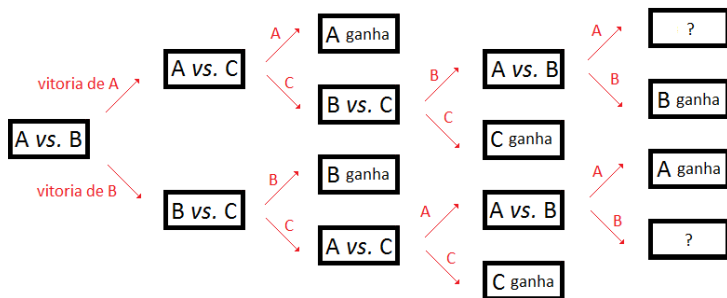 A vs. B
vitoria de A
vitoria de B
A vs. C
B vs. C
A
C
B
C
A ganha
B vs. C
B ganha
A vs. C
B
C
A
C
A vs. B
C ganha
A vs. B
C ganha
A
B
A
B
?
B ganha
A ganha
?